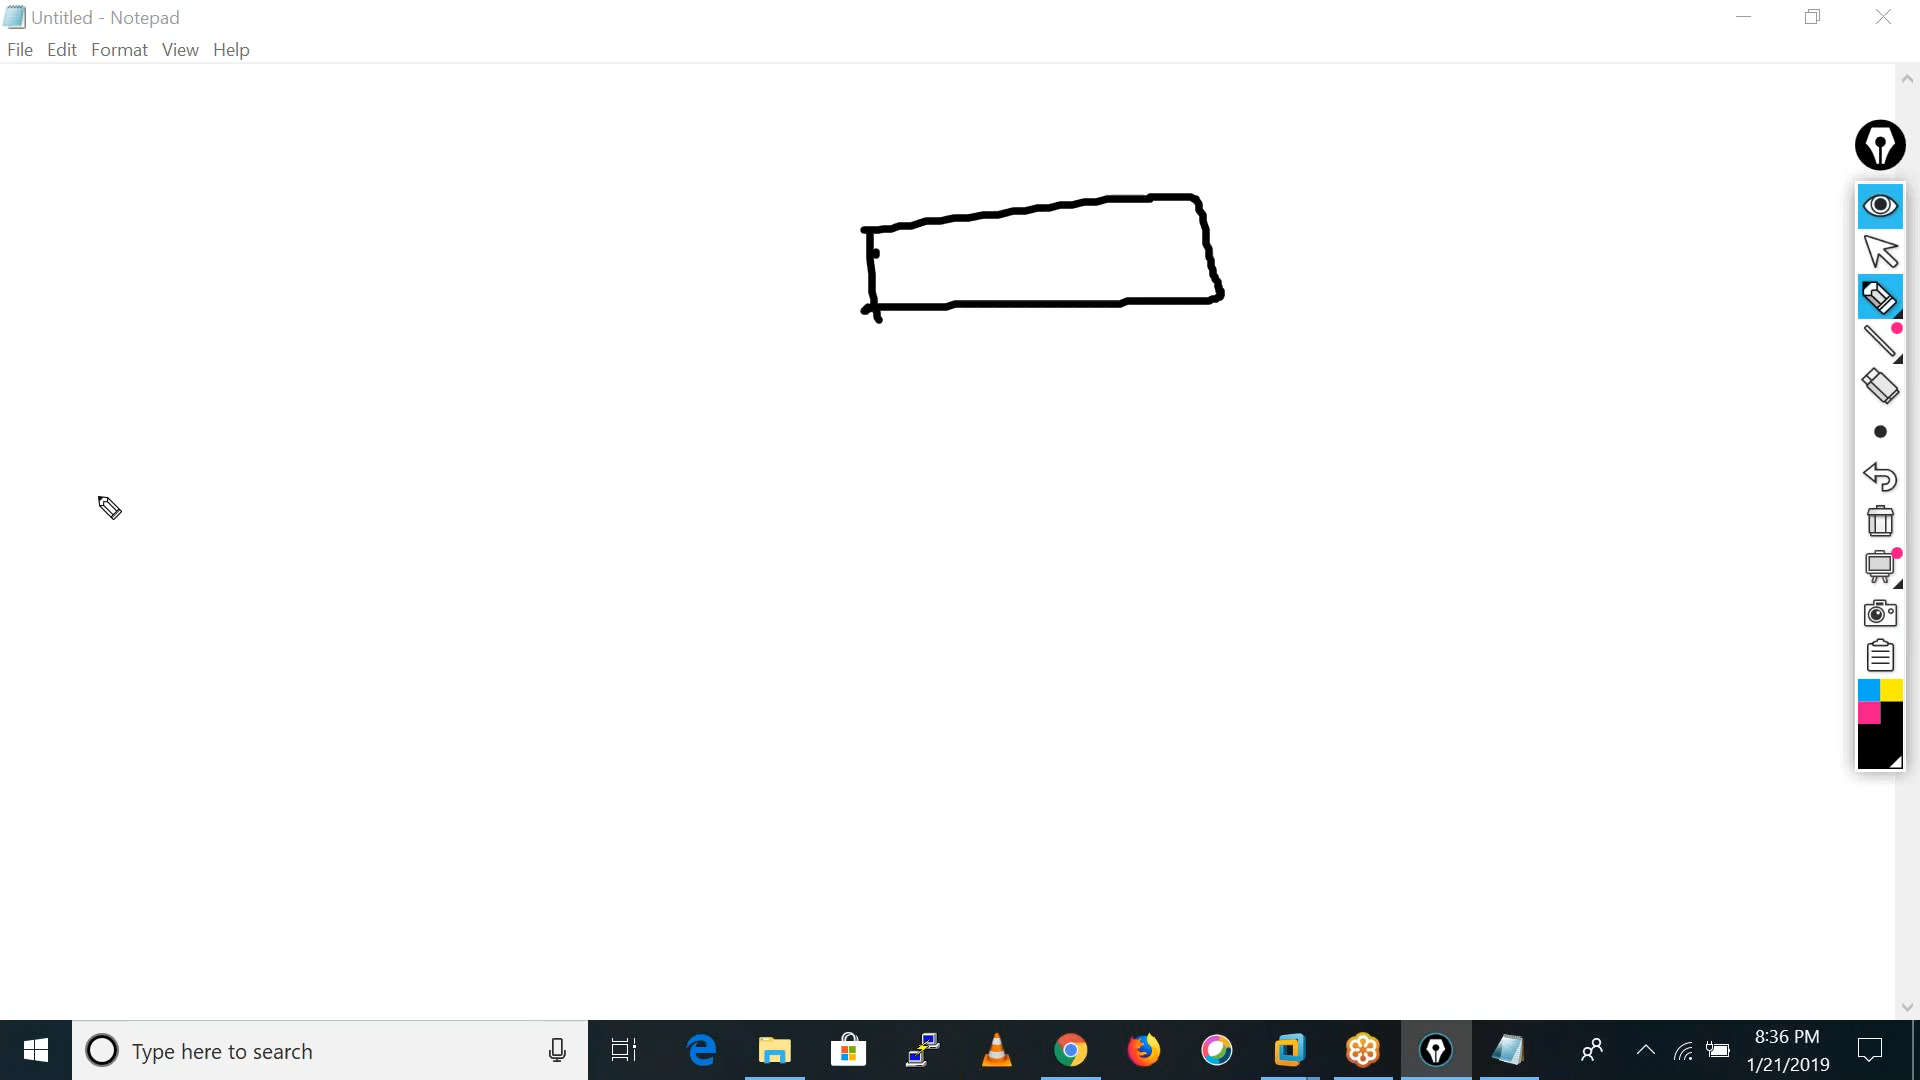 Untitled - Notepad
File Edit Format View Help
Type here to search
8:36 PM
1/21/2019